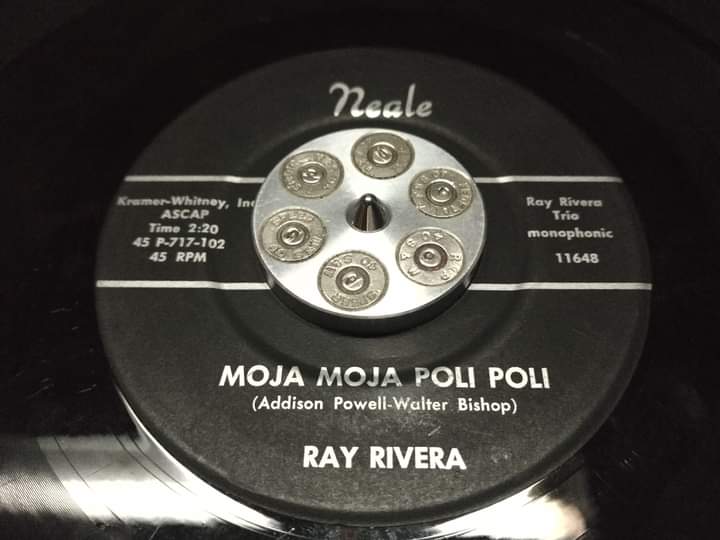 Neale
Kramer-Whitney, Inc
ASCAP
Time 2:20
45 P-717-102
45 RPM
Ray Rivera
Trio
monophonic
11648
40 S&W
MOJA MOJA POLI POLI
(Addison Powell-Walter Bishop)
RAY RIVERA